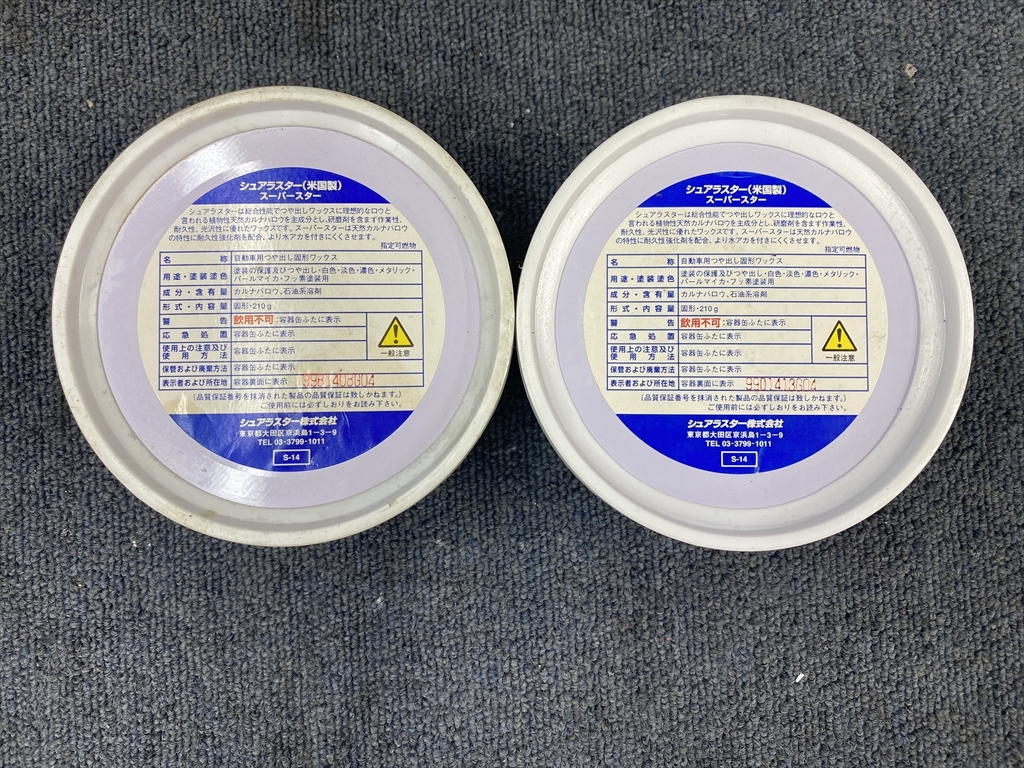 シュアラスター(米国製)
スーパースター
シュアラスターは総合性能でつや出しワックスに理想的なロウと
言われる植物性天然カルナバロウを主成分とし、研磨剤を含まず作業性、
耐久性、光沢性に優れたワックスです。スーパースターは天然カルナバロウ
の特性に耐久性強化剤を配合、より水アカを付きにくくさせます。
指定可燃物
名称 自動車用つや出し固形ワックス
用途・塗装塗色 塗装の保護及びつや出し・白色・淡色・濃色・メタリック・
パールマイカ・フッ素塗装用
成分・含有量 カルナバロウ、石油系溶剤
形式・内容量 固形・210g
警告 飲用不可:容器缶ふたに表示
応急処置 容器缶ふたに表示
使用上の注意及び
使用方法 容器缶ふたに表示
一般注意
保管および廃棄方法 容器缶ふたに表示
表示者および所在地 容器裏面に表示 99B1403G04
(品質保証番号を抹消された製品の品質保証は致しかねます。)
ご使用前には必ずしおりをお読み下さい。
シュアラスター株式会社
東京都大田区京浜島1-3-9
TEL 03-3799-1011
S-14
シュアラスター(米国製)
スーパースター
シュアラスターは総合性能でつや出しワックスに理想的なロウと
言われる植物性天然カルナバロウを主成分とし、研磨剤を含まず作業性、
耐久性、光沢性に優れたワックスです。スーパースターは天然カルナバロウ
の特性に耐久性強化剤を配合、より水アカを付きにくくさせます。
指定可燃物
名称 自動車用つや出し固形ワックス
用途・塗装塗色 塗装の保護及びつや出し・白色・淡色・濃色・メタリック・
パールマイカ・フッ素塗装用
成分・含有量 カルナバロウ、石油系溶剤
形式・内容量 固形・210g
警告 飲用不可:容器缶ふたに表示
応急処置 容器缶ふたに表示
使用上の注意及び
使用方法 容器缶ふたに表示
一般注意
保管および廃棄方法 容器缶ふたに表示
表示者および所在地 容器裏面に表示 99D1413G04
(品質保証番号を抹消された製品の品質保証は致しかねます。)
ご使用前には必ずしおりをお読み下さい。
シュアラスター株式会社
東京都大田区京浜島1-3-9
TEL 03-3799-1011
S-14